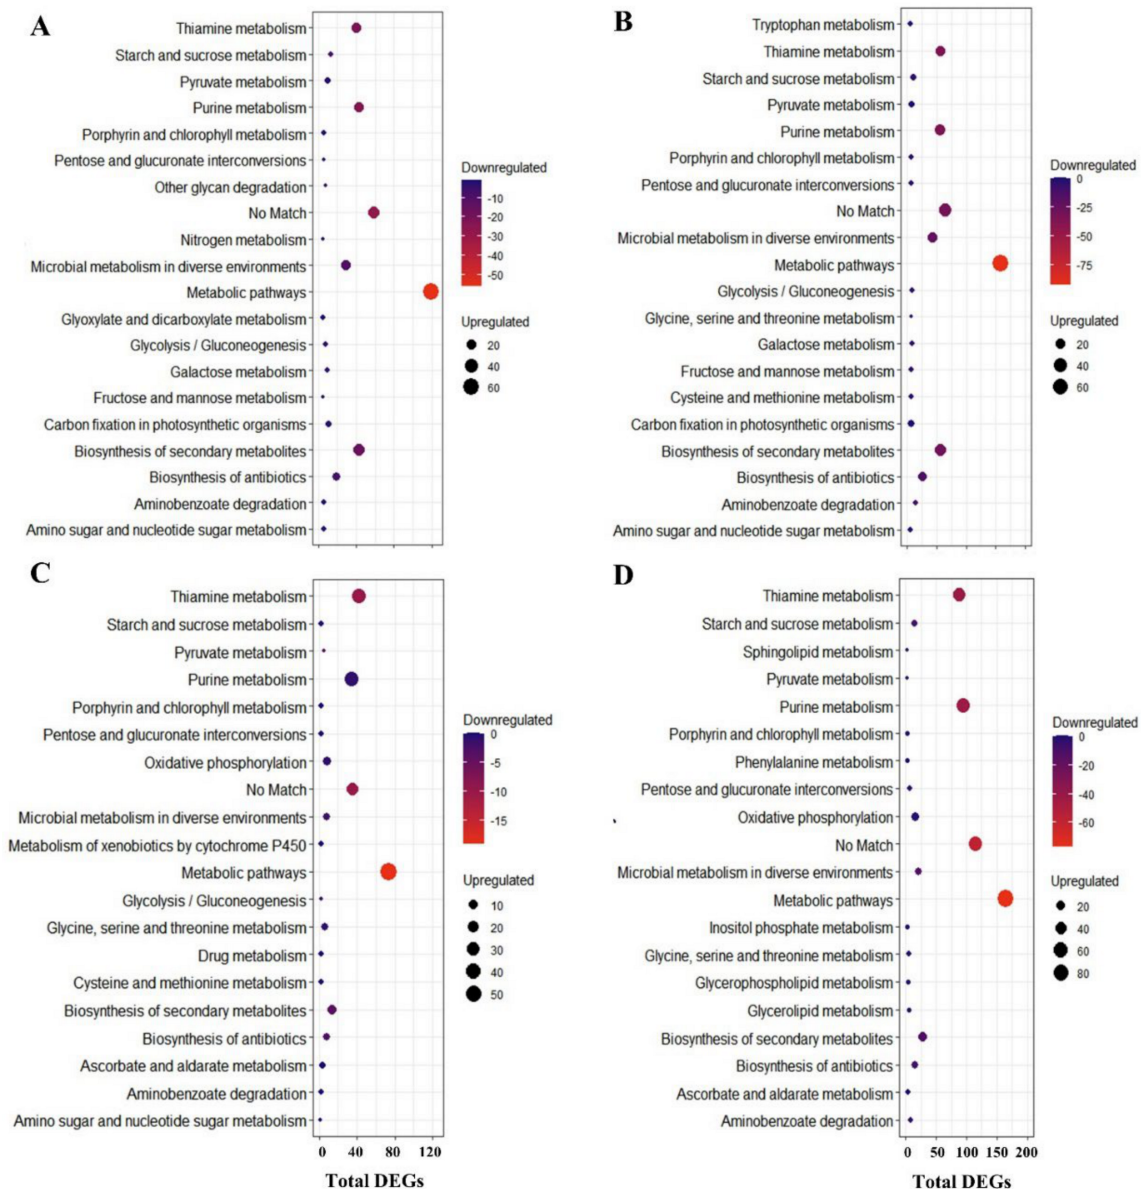 A
Thiamine metabolism
Starch and sucrose metabolism
Pyruvate metabolism
Purine metabolism
Porphyrin and chlorophyll metabolism
Pentose and glucuronate interconversions
Other glycan degradation
No Match
Nitrogen metabolism
Microbial metabolism in diverse environments
Metabolic pathways
Glyoxylate and dicarboxylate metabolism
Glycolysis / Gluconeogenesis
Galactose metabolism
Fructose and mannose metabolism
Carbon fixation in photosynthetic organisms
Biosynthesis of secondary metabolites
Biosynthesis of antibiotics
Aminobenzoate degradation
Amino sugar and nucleotide sugar metabolism
0 40 80 120
Downregulated
-10
-20
-30
-40
-50
Upregulated
20
40
60
B
Tryptophan metabolism
Thiamine metabolism
Starch and sucrose metabolism
Pyruvate metabolism
Purine metabolism
Porphyrin and chlorophyll metabolism
Pentose and glucuronate interconversions
No Match
Microbial metabolism in diverse environments
Metabolic pathways
Glycolysis / Gluconeogenesis
Glycine, serine and threonine metabolism
Galactose metabolism
Fructose and mannose metabolism
Cysteine and methionine metabolism
Carbon fixation in photosynthetic organisms
Biosynthesis of secondary metabolites
Biosynthesis of antibiotics
Aminobenzoate degradation
Amino sugar and nucleotide sugar metabolism
0 50 100 150 200
Downregulated
0
-25
-50
-75
Upregulated
20
40
60
C
Thiamine metabolism
Starch and sucrose metabolism
Pyruvate metabolism
Purine metabolism
Porphyrin and chlorophyll metabolism
Pentose and glucuronate interconversions
Oxidative phosphorylation
No Match
Microbial metabolism in diverse environments
Metabolism of xenobiotics by cytochrome P450
Metabolic pathways
Glycolysis / Gluconeogenesis
Glycine, serine and threonine metabolism
Drug metabolism
Cysteine and methionine metabolism
Biosynthesis of secondary metabolites
Biosynthesis of antibiotics
Ascorbate and aldarate metabolism
Aminobenzoate degradation
Amino sugar and nucleotide sugar metabolism
0 40 80 120
Total DEGs
Downregulated
0
-5
-10
-15
Upregulated
10
20
30
40
50
D
Thiamine metabolism
Starch and sucrose metabolism
Sphingolipid metabolism
Pyruvate metabolism
Purine metabolism
Porphyrin and chlorophyll metabolism
Phenylalanine metabolism
Pentose and glucuronate interconversions
Oxidative phosphorylation
No Match
Microbial metabolism in diverse environments
Metabolic pathways
Inositol phosphate metabolism
Glycine, serine and threonine metabolism
Glycerophospholipid metabolism
Glycerolipid metabolism
Biosynthesis of secondary metabolites
Biosynthesis of antibiotics
Ascorbate and aldarate metabolism
Aminobenzoate degradation
0 50 100 150 200
Total DEGs
Downregulated
0
-20
-40
-60
Upregulated
20
40
60
80